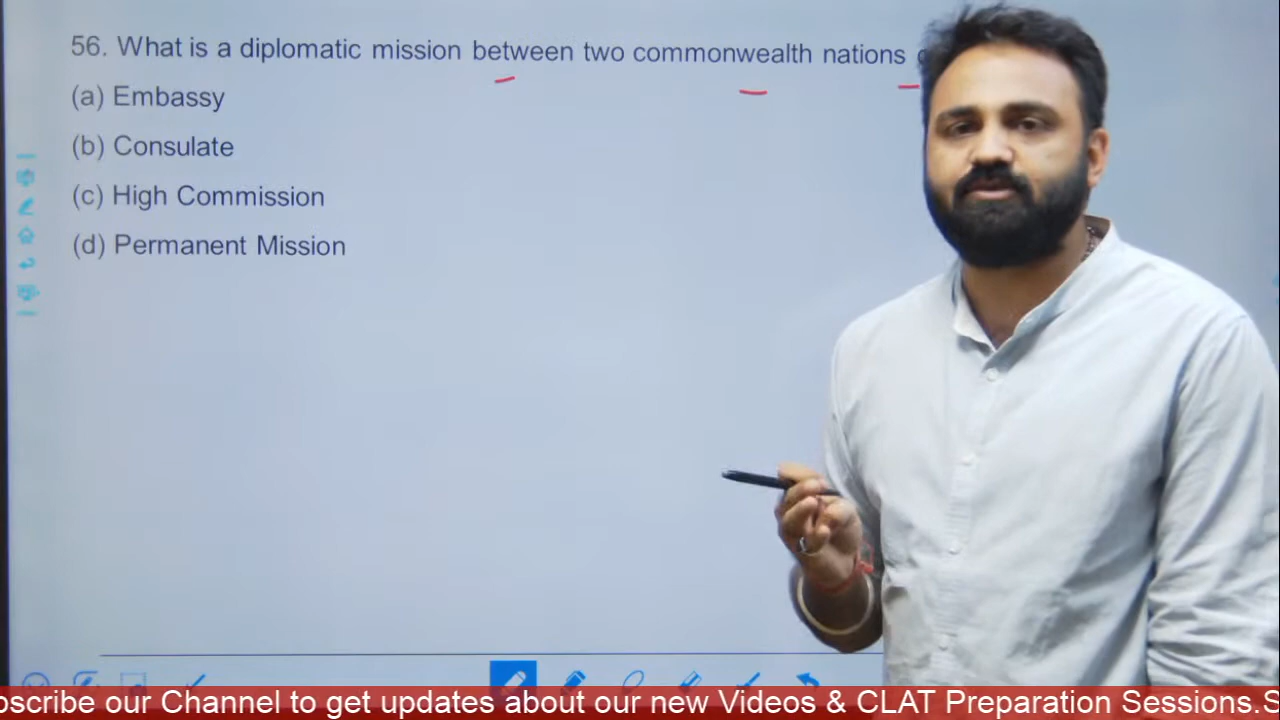 56. What is a diplomatic mission between two commonwealth nations
(a) Embassy
(b) Consulate
(c) High Commission
(d) Permanent Mission
our Channel to get updates about our new Videos & CLAT Preparation Sessions.